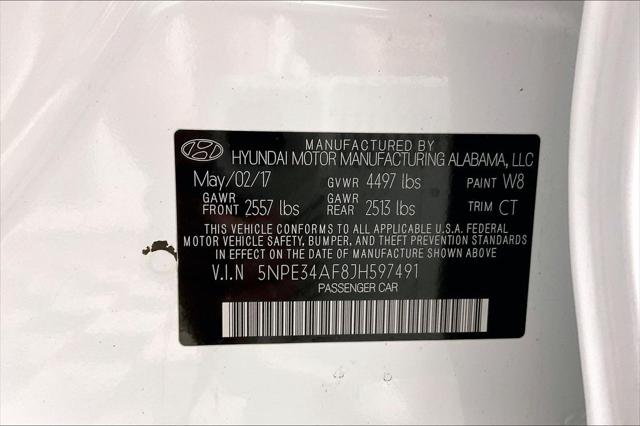 MANUFACTURED BY
HYUNDAI MOTOR MANUFACTURING ALABAMA, LLC
May/02/17 GVWR 4497 lbs PAINT W8
GAWR FRONT 2557 lbs GAWR REAR 2513 lbs TRIM CT
THIS VEHICLE CONFORMS TO ALL APPLICABLE U.S.A. FEDERAL
MOTOR VEHICLE SAFETY, BUMPER, AND THEFT PREVENTION STANDARDS
IN EFFECT ON THE DATE OF MANUFACTURE SHOWN ABOVE
V.I.N 5NPE34AF8JH597491
PASSENGER CAR